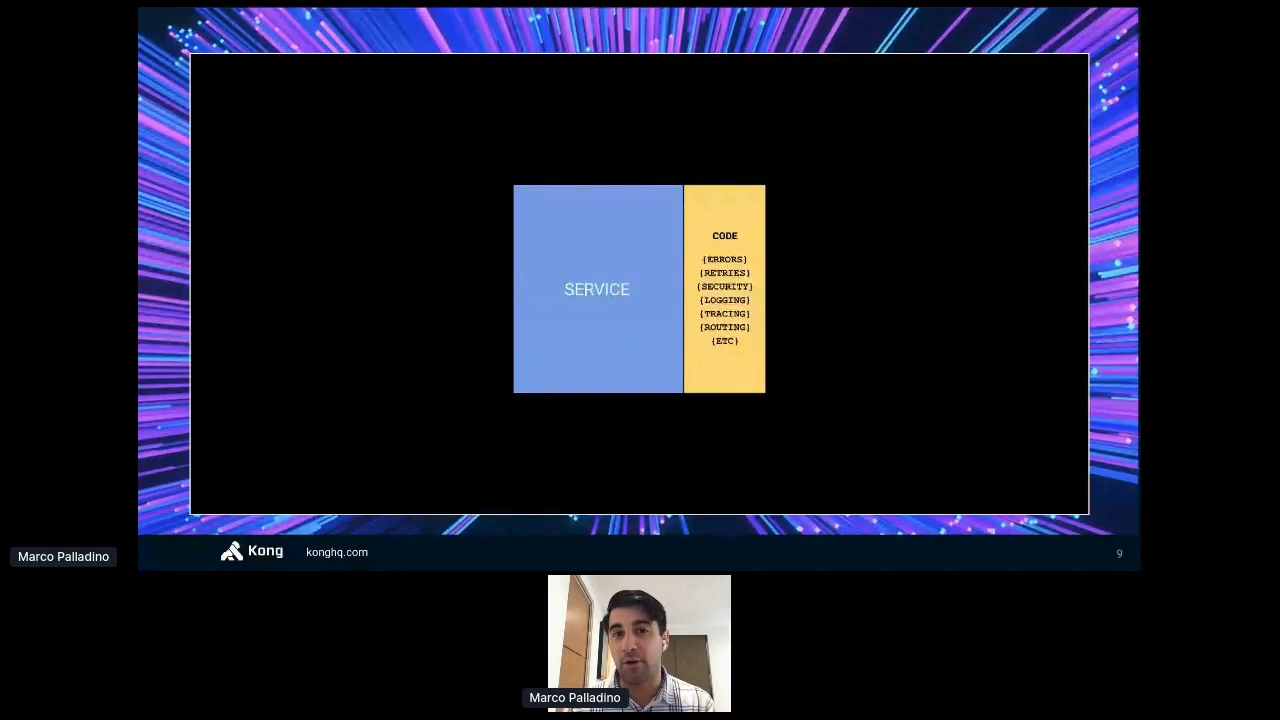 SERVICE
CODE
{ERRORS}
{RETRIES}
{SECURITY}
{LOGGING}
{TRACING}
{ROUTING}
{ETC}
Kong
konghq.com
9
Marco Palladino
Marco Palladino